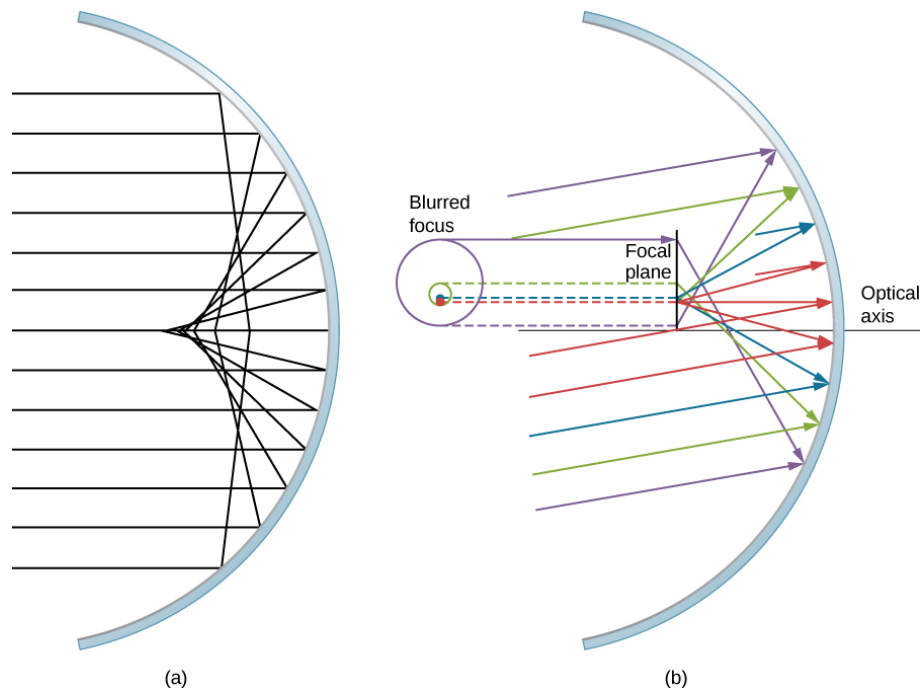 Blurred
focus
Focal
plane
Optical
axis
(a)
(b)